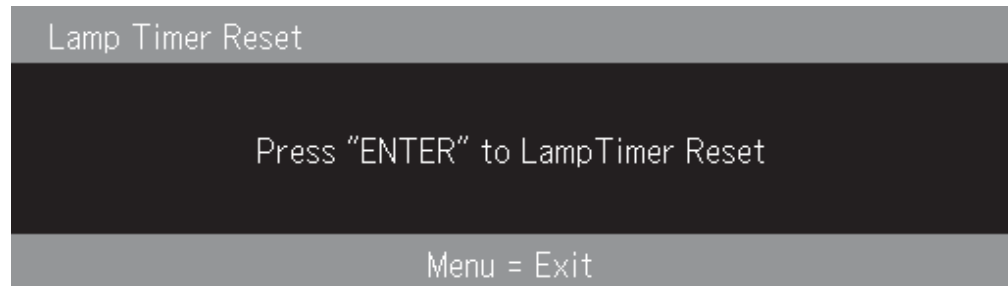 Lamp Timer Reset
Press "ENTER" to LampTimer Reset
Menu = Exit